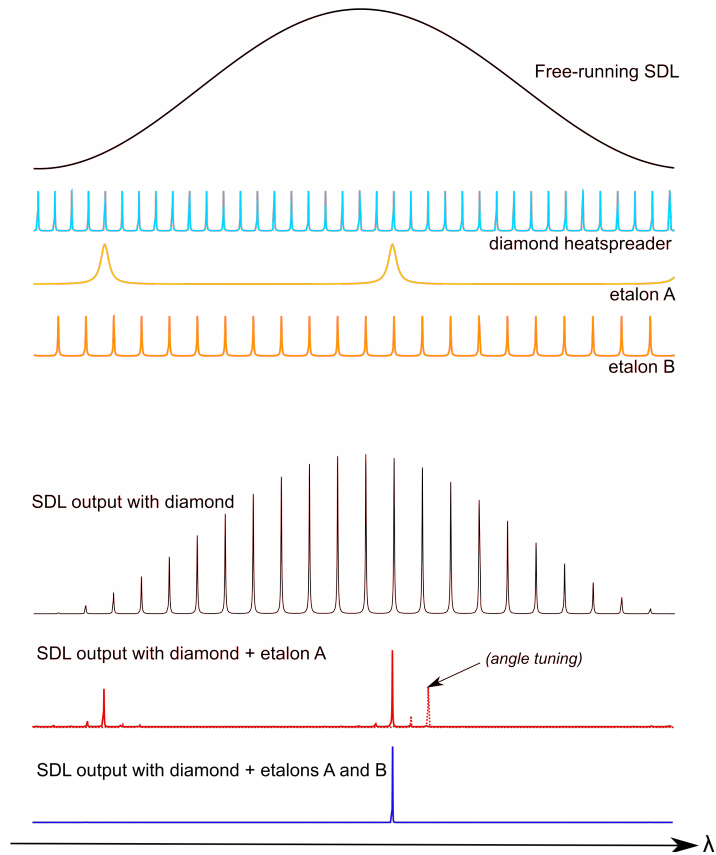 Free-running SDL
diamond heatspreader
etalon A
etalon B
SDL output with diamond
SDL output with diamond + etalon A
(angle tuning)
SDL output with diamond + etalons A and B
λ